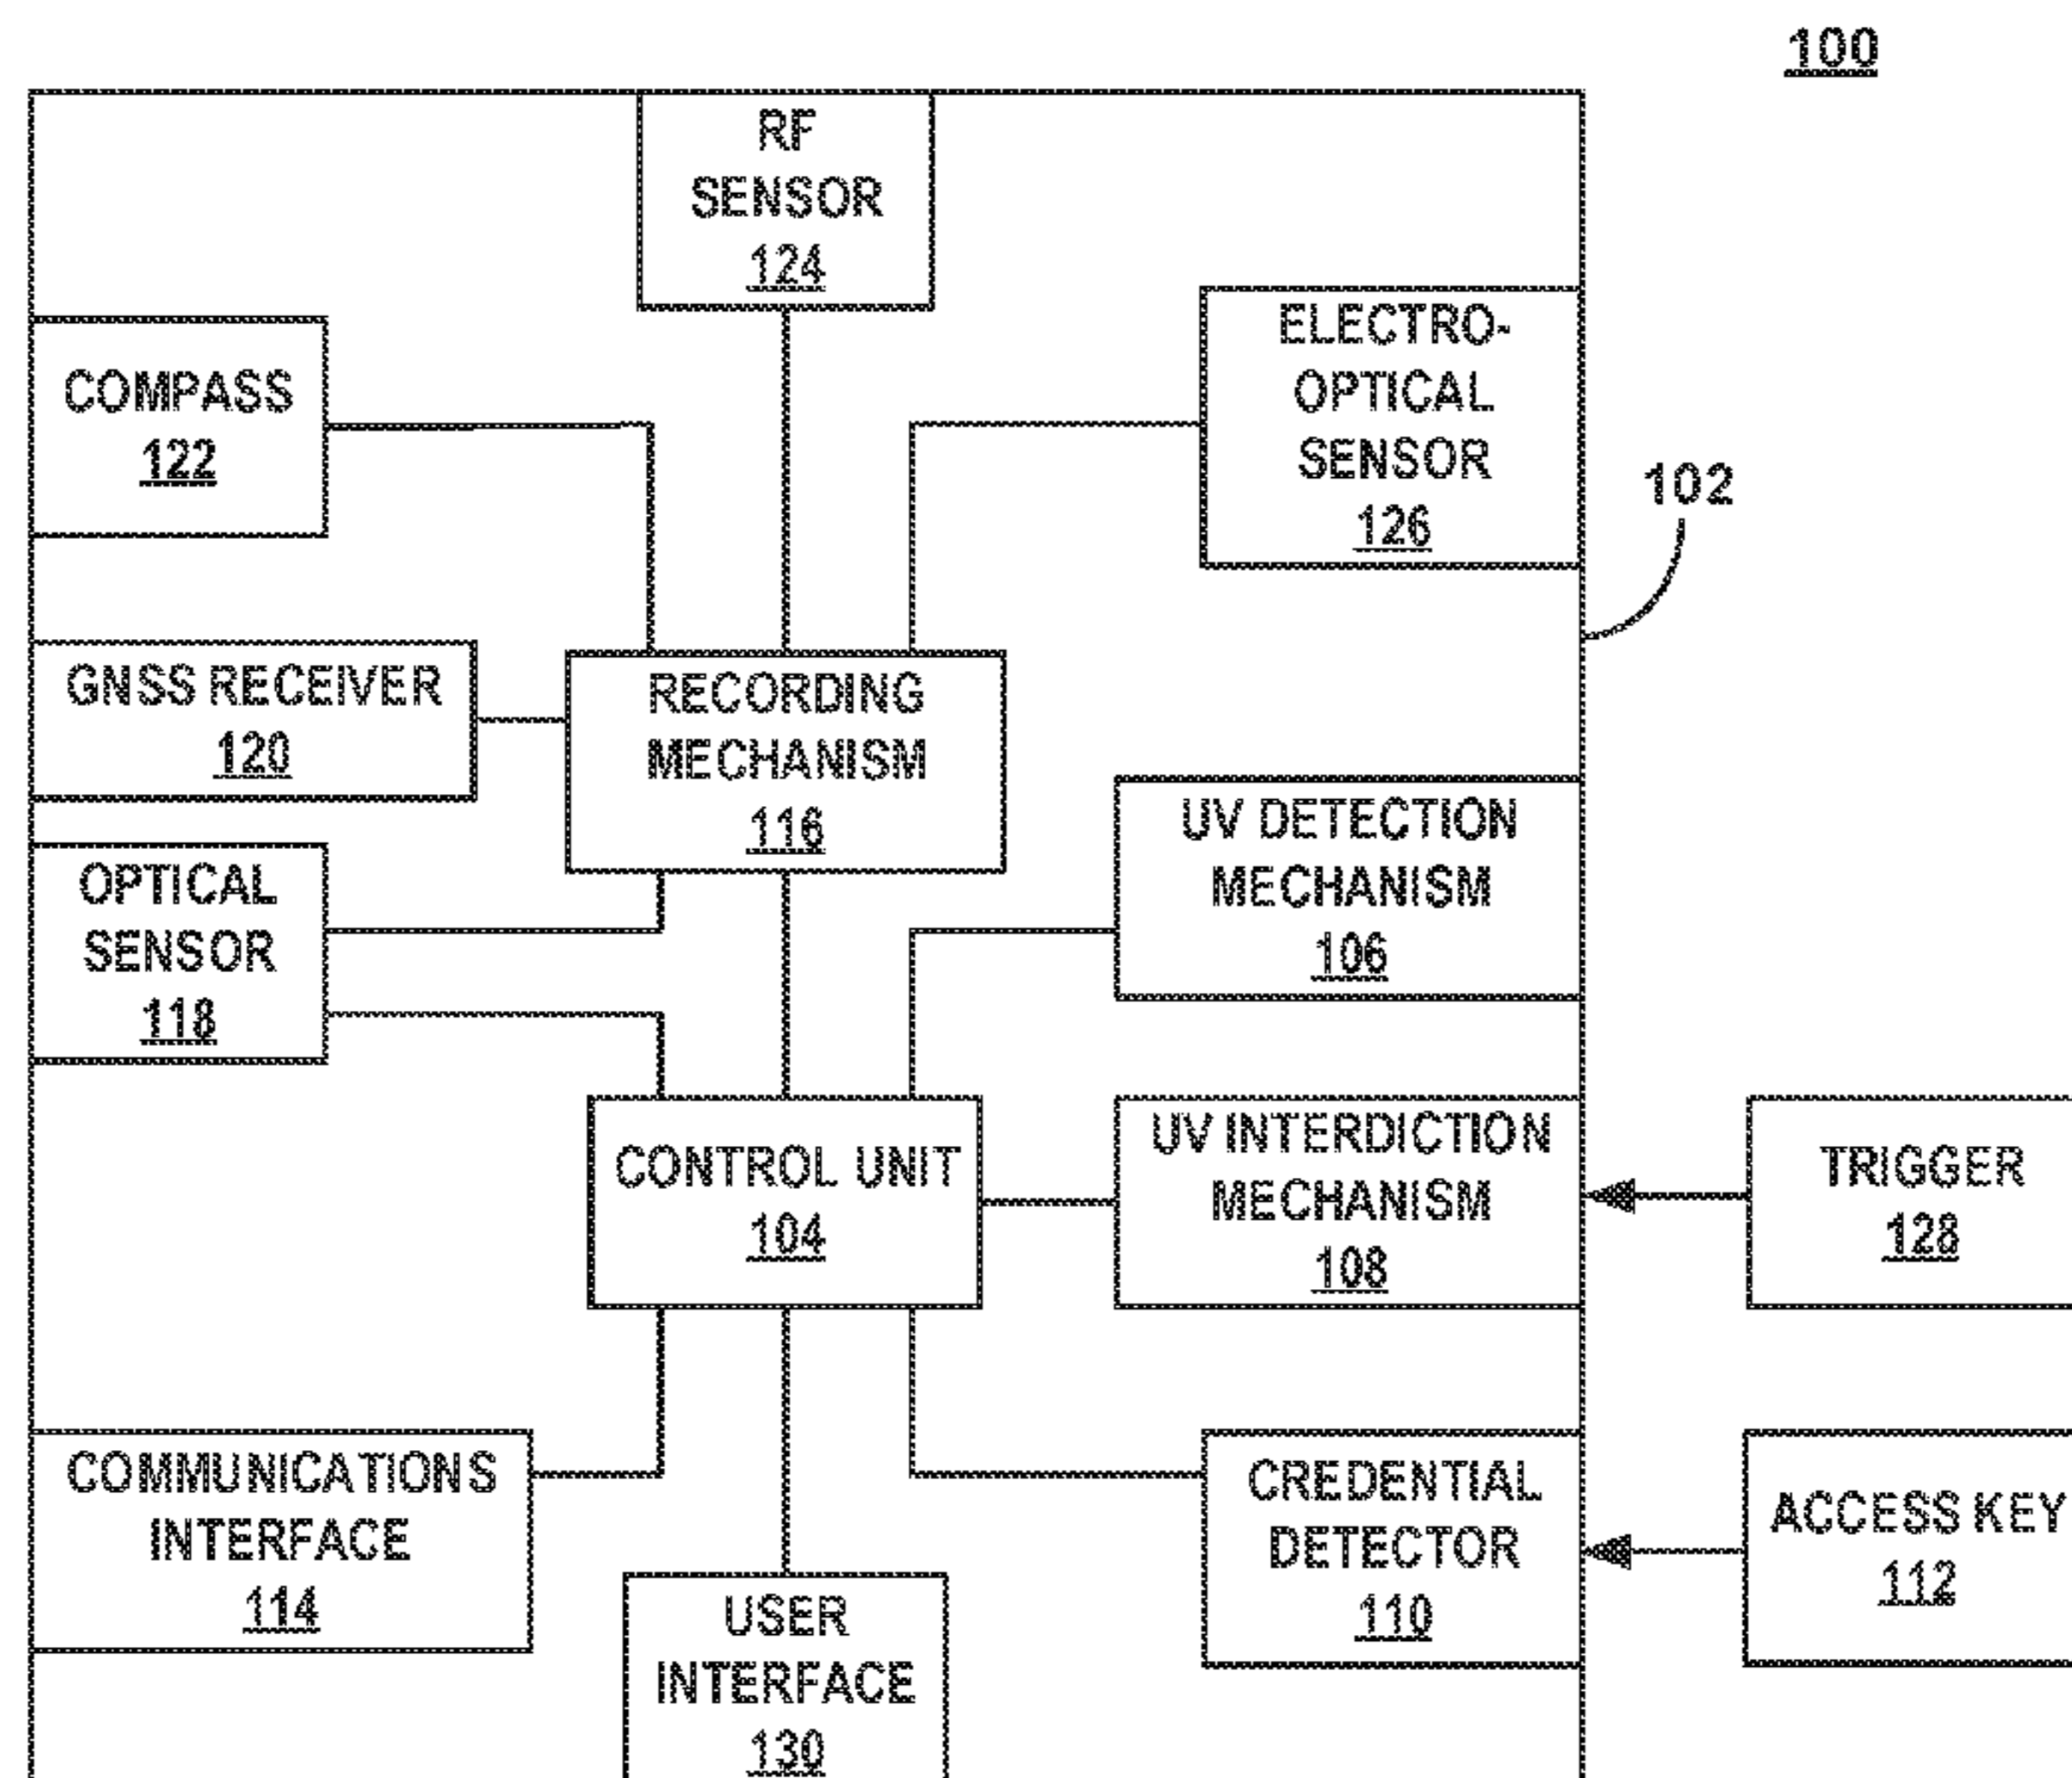 100
RF
SENSOR
124
ELECTRO-
OPTICAL
SENSOR
126
COMPASS
122
102
GNSS RECEIVER
120
RECORDING
MECHANISM
116
UV DETECTION
MECHANISM
106
OPTICAL
SENSOR
118
CONTROL UNIT
104
UV INTERDICTION
MECHANISM
108
TRIGGER
128
COMMUNICATIONS
INTERFACE
114
CREDENTIAL
DETECTOR
110
ACCESS KEY
112
USER
INTERFACE
130